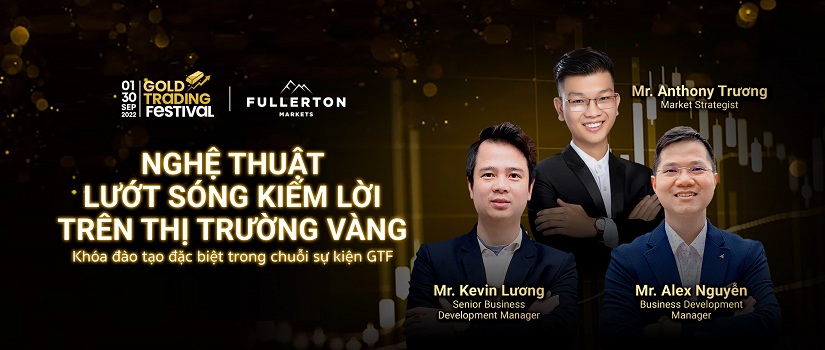 01
30
SEP
2022
GOLD
TRADING
FESTIVAL
FULLERTON
MARKETS
NGHỆ THUẬT
LƯỚT SÓNG KIẾM LỜI
TRÊN THỊ TRƯỜNG VÀNG
Khóa đào tạo đặc biệt trong chuỗi sự kiện GTF
Mr. Anthony Trương
Market Strategist
Mr. Kevin Lương
Senior Business
Development Manager
Mr. Alex Nguyễn
Business Development
Manager